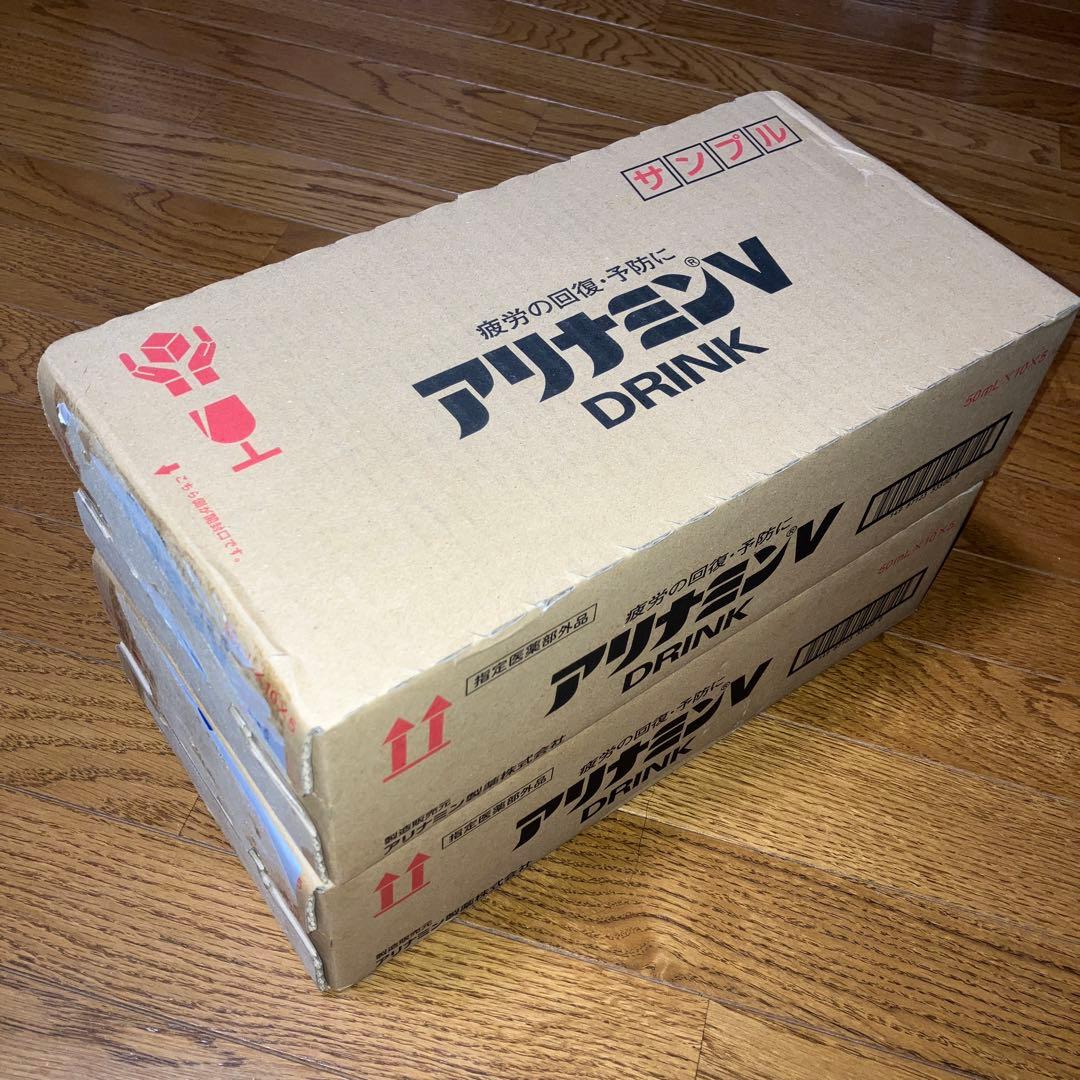 サンプル
疲労の回復・予防に
アリナミン®V
DRINK
こちら側が開封口です。
50mL×10×5
疲労の回復・予防に
アリナミン®V
DRINK
指定医薬部外品
製造販売元
アリナミン製薬株式会社
×10×5
50mL×10×5
疲労の回復・予防に
アリナミン®V
DRINK
指定医薬部外品
製造販売元
アリナミン製薬株式会社